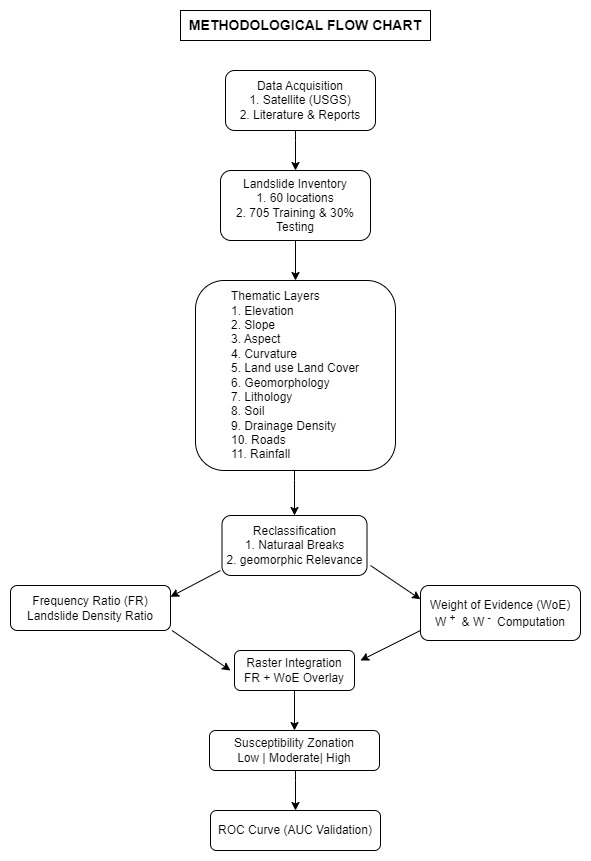 METHODOLOGICAL FLOW CHART
Data Acquisition
1. Satellite (USGS)
2. Literature & Reports
Landslide Inventory
1. 60 locations
2. 705 Training & 30%
Testing
Thematic Layers
1. Elevation
2. Slope
3. Aspect
4. Curvature
5. Land use Land Cover
6. Geomorphology
7. Lithology
8. Soil
9. Drainage Density
10. Roads
11. Rainfall
Reclassification
1. Naturaal Breaks
2. geomorphic Relevance
Frequency Ratio (FR)
Landslide Density Ratio
Weight of Evidence (WoE)
W + & W - Computation
Raster Integration
FR + WoE Overlay
Susceptibility Zonation
Low | Moderate| High
ROC Curve (AUC Validation)